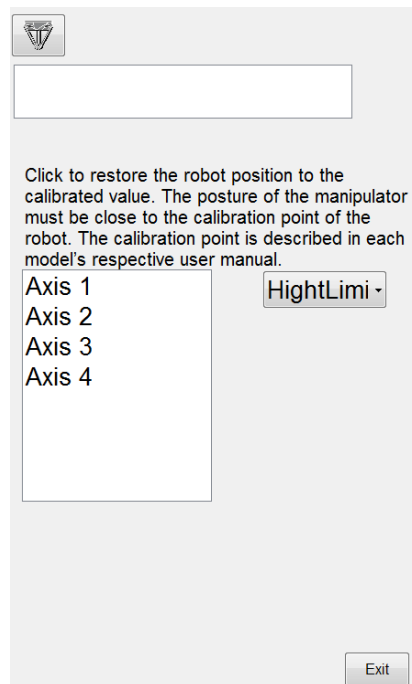 Click to restore the robot position to the
calibrated value. The posture of the manipulator
must be close to the calibration point of the
robot. The calibration point is described in each
model's respective user manual.
Axis 1
HightLimi
Axis 2
Axis 3
Axis 4
Exit